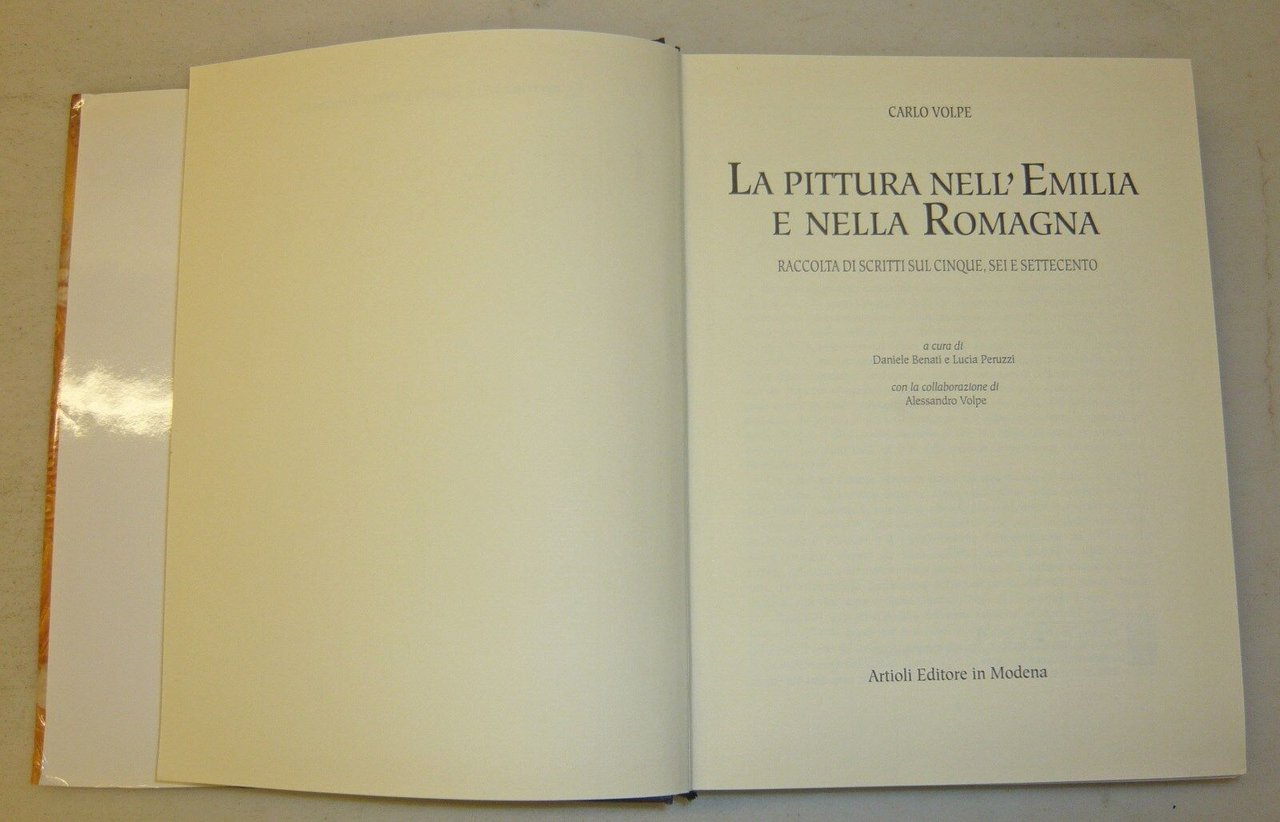 CARLO VOLPE
LA PITTURA NELL'EMILIA
E NELLA ROMAGNA
RACCOLTA DI SCRITTI SUL CINQUE, SEI E SETTECENTO
a cura di
Daniele Benati e Lucia Peruzzi
con la collaborazione di
Alessandro Volpe
Artioli Editore in Modena